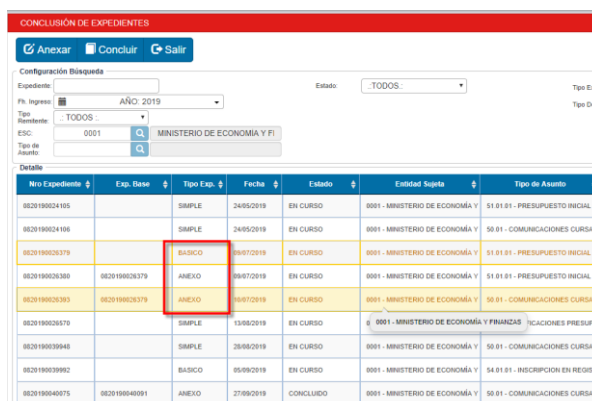 CONCLUSIÓN DE EXPEDIENTES
Anexar Concluir Salir
Configuración Búsqueda
Expediente: Estado: .:TODOS:. Tipo E
Fh. Ingreso: AÑO: 2019 Tipo D
Tipo Remitente: .: TODOS :.
ESC: 0001 MINISTERIO DE ECONOMÍA Y FI
Tipo de Asunto:
Detalle
Nro Expediente Exp. Base Tipo Exp. Fecha Estado Entidad Sujeta Tipo de Asunto
0820190024105 SIMPLE 24/05/2019 EN CURSO 0001 - MINISTERIO DE ECONOMÍA Y 51.01.01 - PRESUPUESTO INICIAL
0820190024106 SIMPLE 24/05/2019 EN CURSO 0001 - MINISTERIO DE ECONOMÍA Y 50.01 - COMUNICACIONES CURSA
0820190026379 BASICO 09/07/2019 EN CURSO 0001 - MINISTERIO DE ECONOMÍA Y 51.01.01 - PRESUPUESTO INICIAL
0820190026380 0820190026379 ANEXO 09/07/2019 EN CURSO 0001 - MINISTERIO DE ECONOMÍA Y 51.01.01 - PRESUPUESTO INICIAL
0820190026393 0820190026379 ANEXO /07/2019 EN CURSO 0001 - MINISTERIO DE ECONOMÍA Y 50.01 - COMUNICACIONES CURSA
0820190026570 SIMPLE 13/08/2019 EN CURSO 0001 - MINISTERIO DE ECONOMÍA Y FINANZAS ICACIONES PRESUP
0820190039948 SIMPLE 28/08/2019 EN CURSO 0001 - MINISTERIO DE ECONOMÍA Y 50.01 - COMUNICACIONES CURSA
0820190039992 BASICO 05/09/2019 EN CURSO 0001 - MINISTERIO DE ECONOMÍA Y 54.01.01 - INSCRIPCION EN REGIS
0820190040075 0820190040091 ANEXO 27/09/2019 CONCLUIDO 0001 - MINISTERIO DE ECONOMÍA Y 50.01 - COMUNICACIONES CURSA